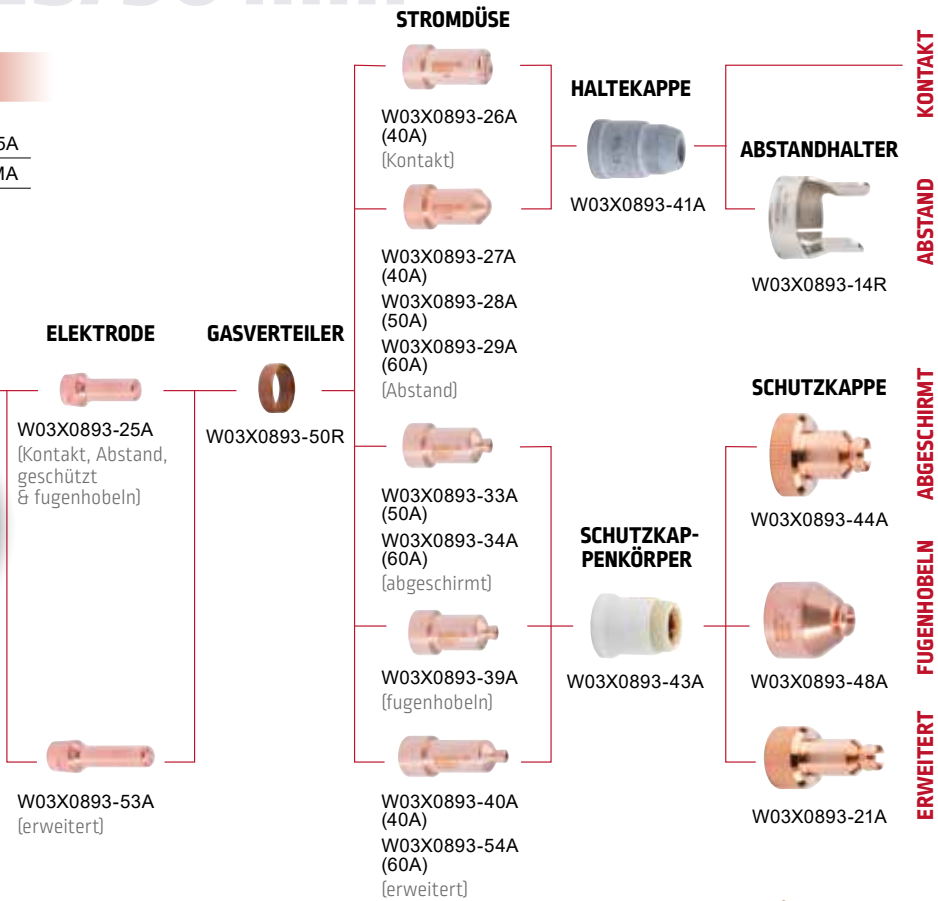 STROMDÜSE
W03X0893-26A
(40A)
(Kontakt)
W03X0893-27A
(40A)
W03X0893-28A
(50A)
W03X0893-29A
(60A)
(Abstand)
HALTEKAPPE
W03X0893-41A
ABSTANDHALTER
W03X0893-14R
KONTAKT
ABSTAND
ELEKTRODE
W03X0893-25A
(Kontakt, Abstand,
geschützt
& fugenhobeln)
GASVERTEILER
W03X0893-50R
W03X0893-33A
(50A)
W03X0893-34A
(60A)
(abgeschirmt)
W03X0893-39A
(fugenhobeln)
SCHUTZKAP-
PENKÖRPER
W03X0893-43A
SCHUTZKAPPE
W03X0893-44A
W03X0893-48A
W03X0893-21A
ABGESCHIRMT
FUGENHOBELN
ERWEITERT
W03X0893-53A
(erweitert)
W03X0893-40A
(40A)
W03X0893-54A
(60A)
(erweitert)